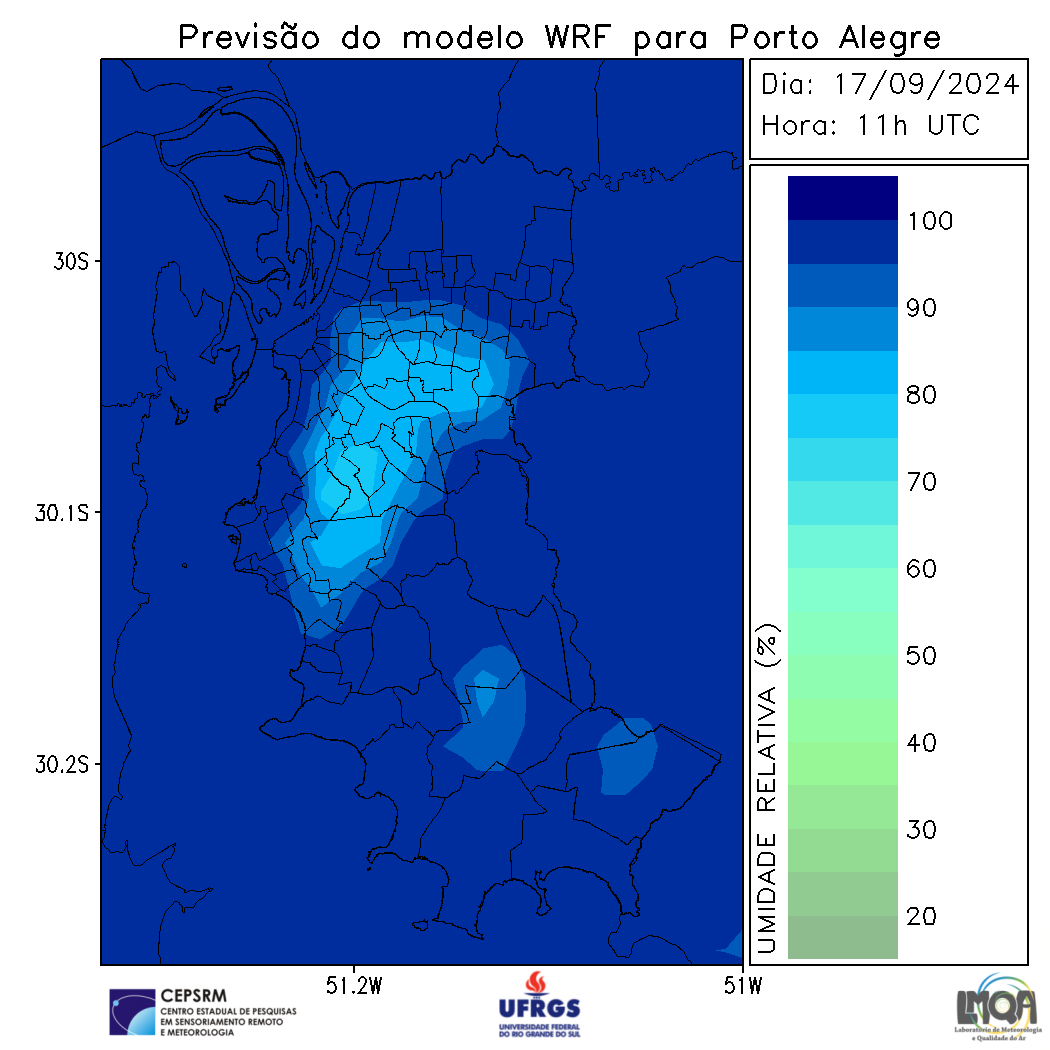 Previsão do modelo WRF para Porto Alegre
Dia: 17/09/2024
Hora: 11h UTC
100
90
80
70
60
50
40
30
20
UMIDADE RELATIVA (%)
30S
30.1S
30.2S
51.2W
51W
CEPSRM
CENTRO ESTADUAL DE PESQUISAS
EM SENSORIAMENTO REMOTO
E METEOROLOGIA
UFRGS
UNIVERSIDADE FEDERAL
DO RIO GRANDE DO SUL
LMQA
Laboratório de Meteorologia
e Qualidade do Ar